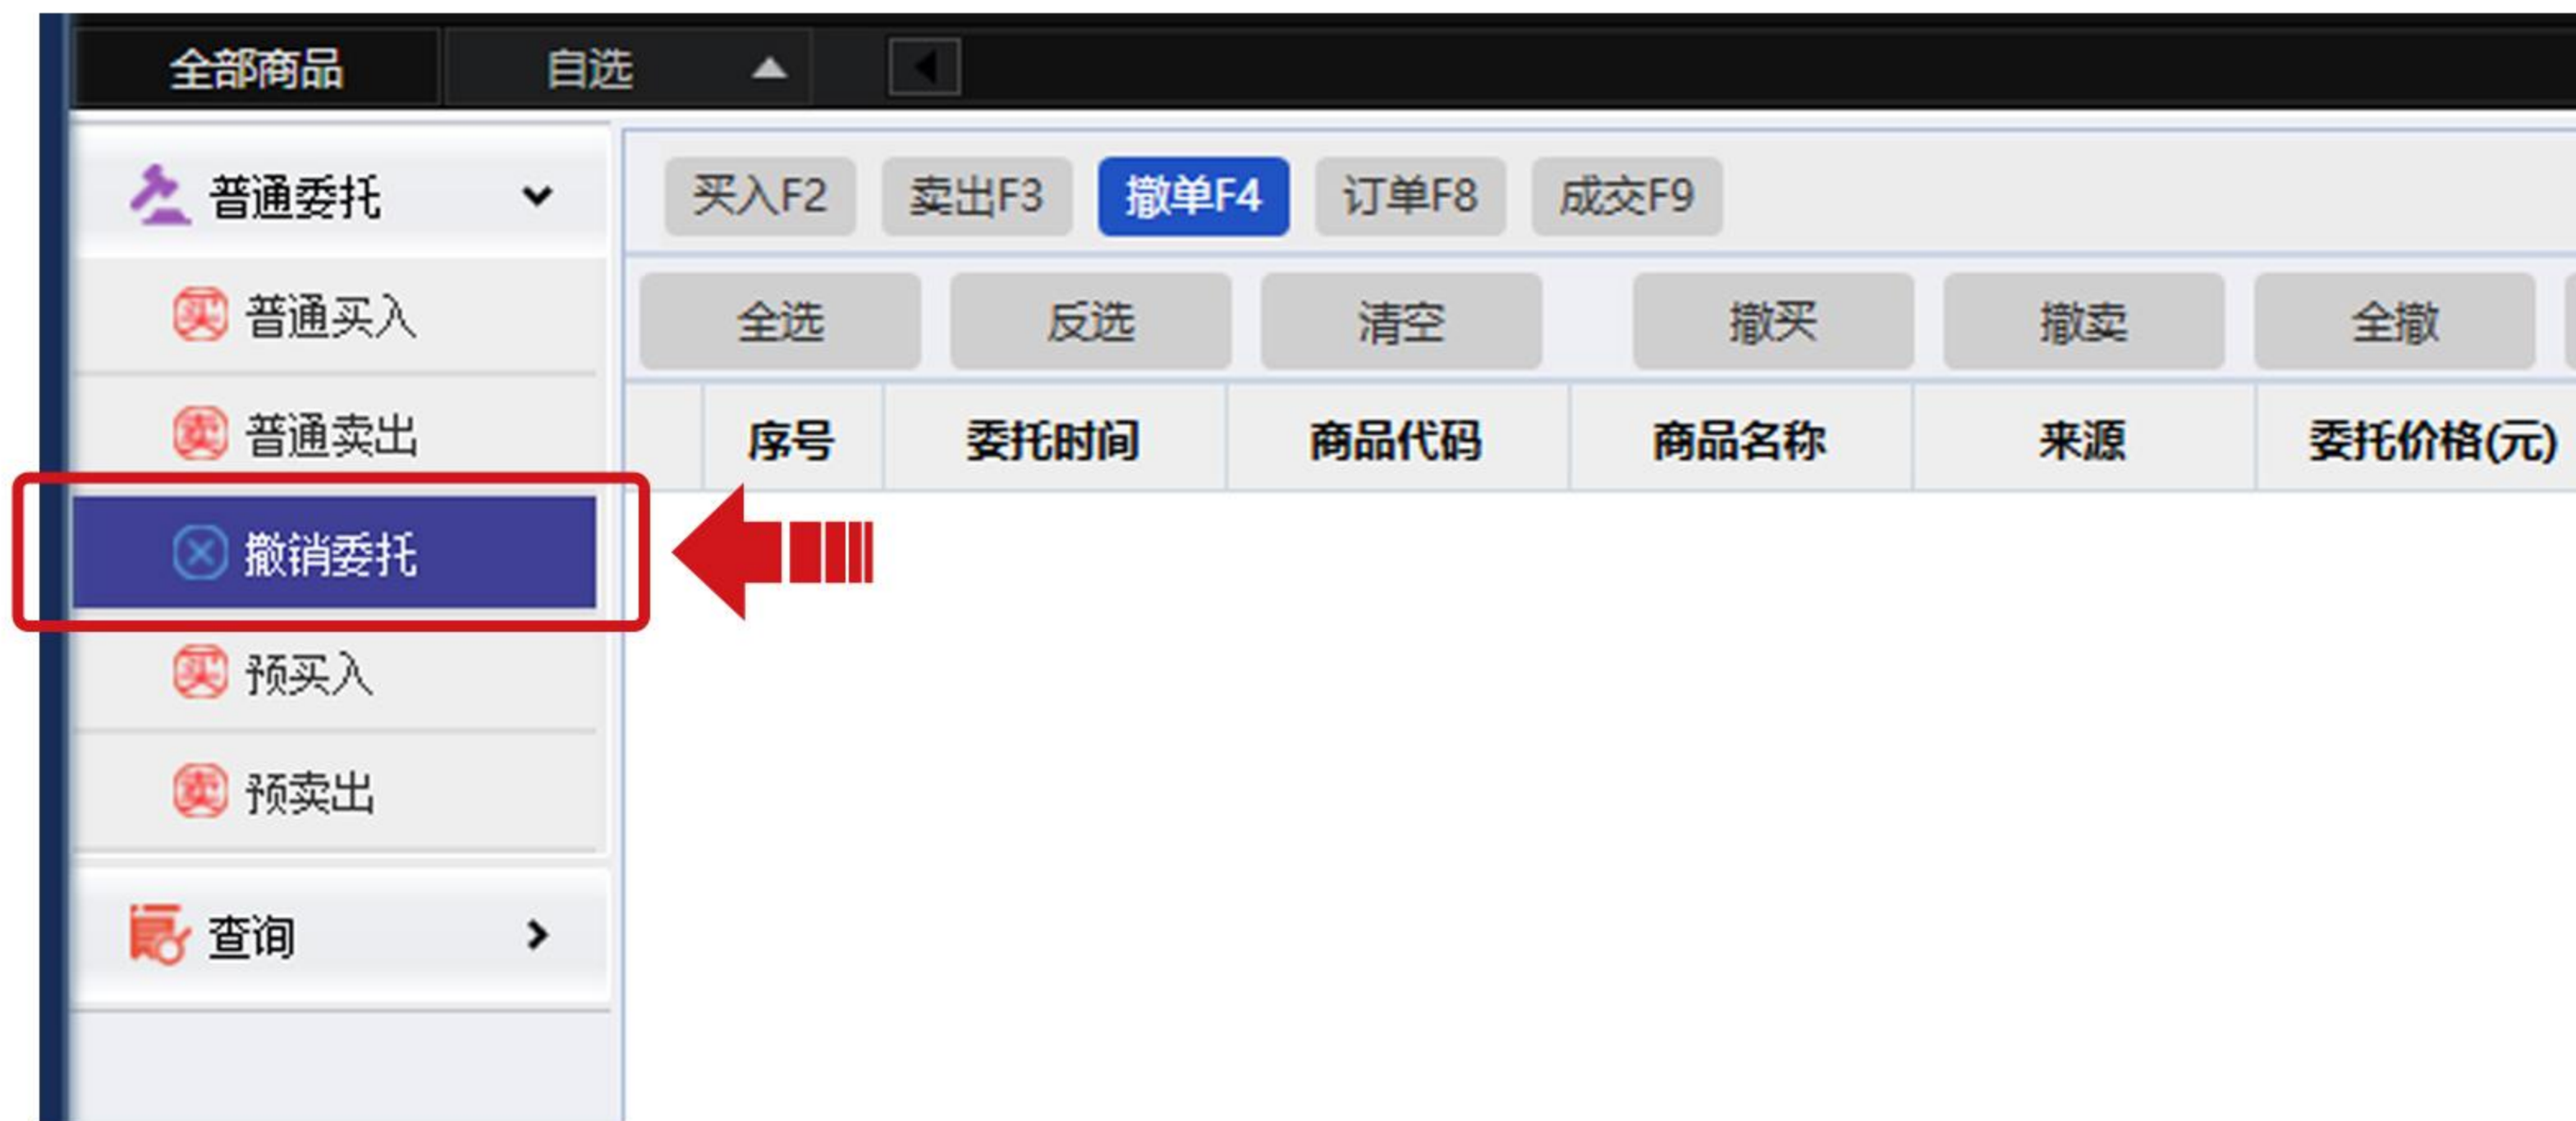 全部商品 自选
普通委托
买入F2 卖出F3 撤单F4 订单F8 成交F9
买 普通买入
全选 反选 清空 撤买 撤卖 全撤
卖 普通卖出
序号 委托时间 商品代码 商品名称 来源 委托价格(元)
撤销委托
买 预买入
卖 预卖出
查询